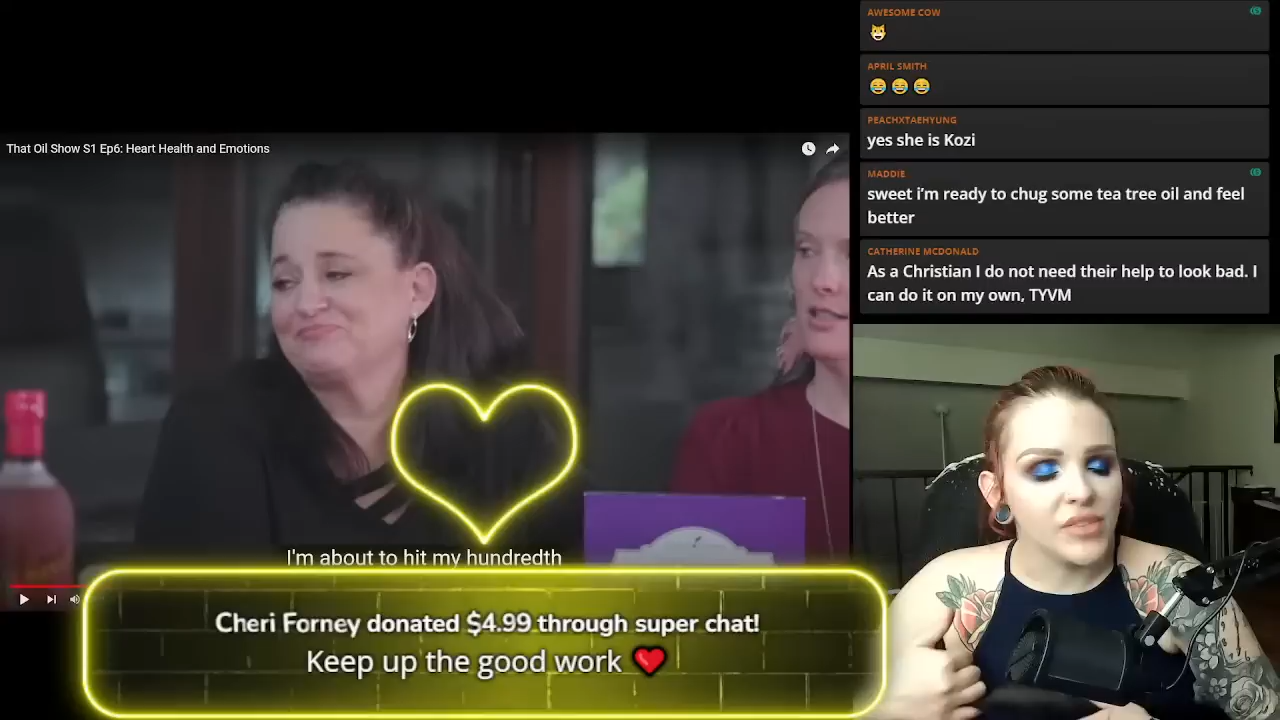 AWESOME COW
😺
APRIL SMITH
😂 😂 😂
PEACHXTAEHYUNG
yes she is Kozi
MADDIE
sweet i'm ready to chug some tea tree oil and feel
better
CATHERINE MCDONALD
As a Christian I do not need their help to look bad. I
can do it on my own, TYVM
That Oil Show S1 Ep6: Heart Health and Emotions
I'm about to hit my hundredth
Cheri Forney donated $4.99 through super chat!
Keep up the good work ❤️